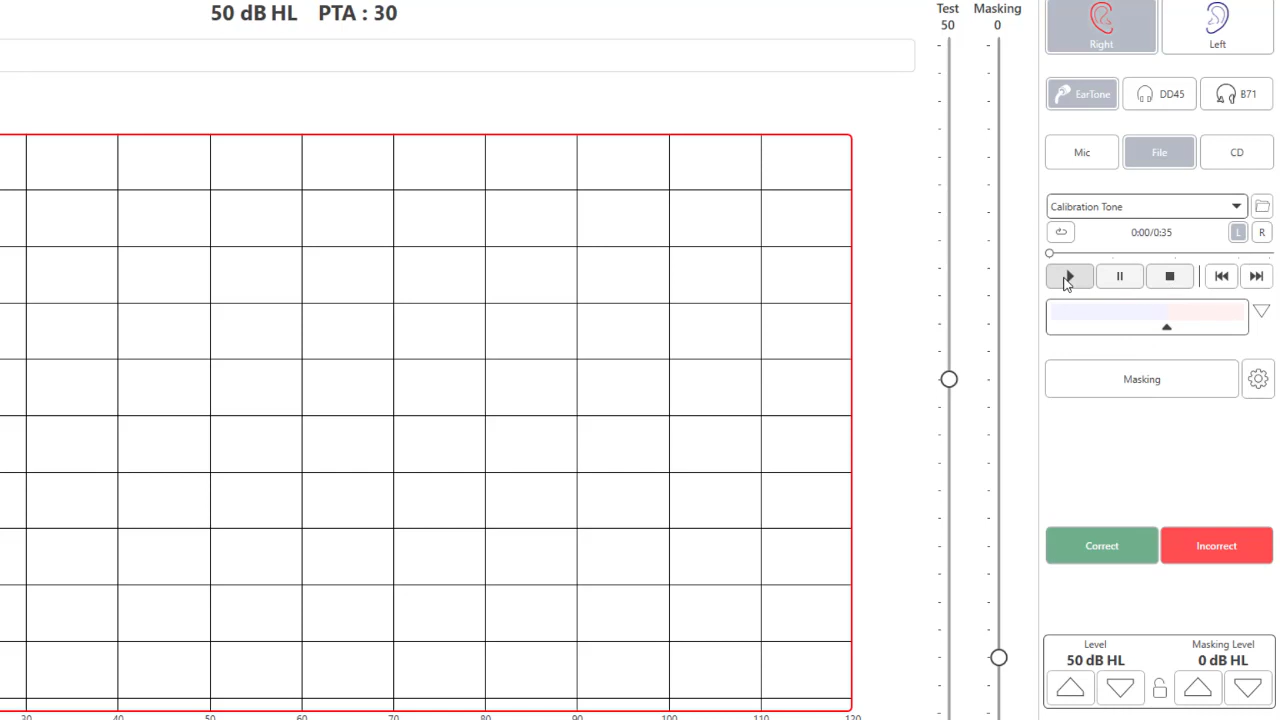 50 dB HL PTA : 30
Test Masking
50 0
Right Left
EarTone DD45 B71
Mic File CD
Calibration Tone
0:00/0:35 L R
Masking
Correct Incorrect
Level Masking Level
50 dB HL 0 dB HL
30 40 50 60 70 80 90 100 110 120